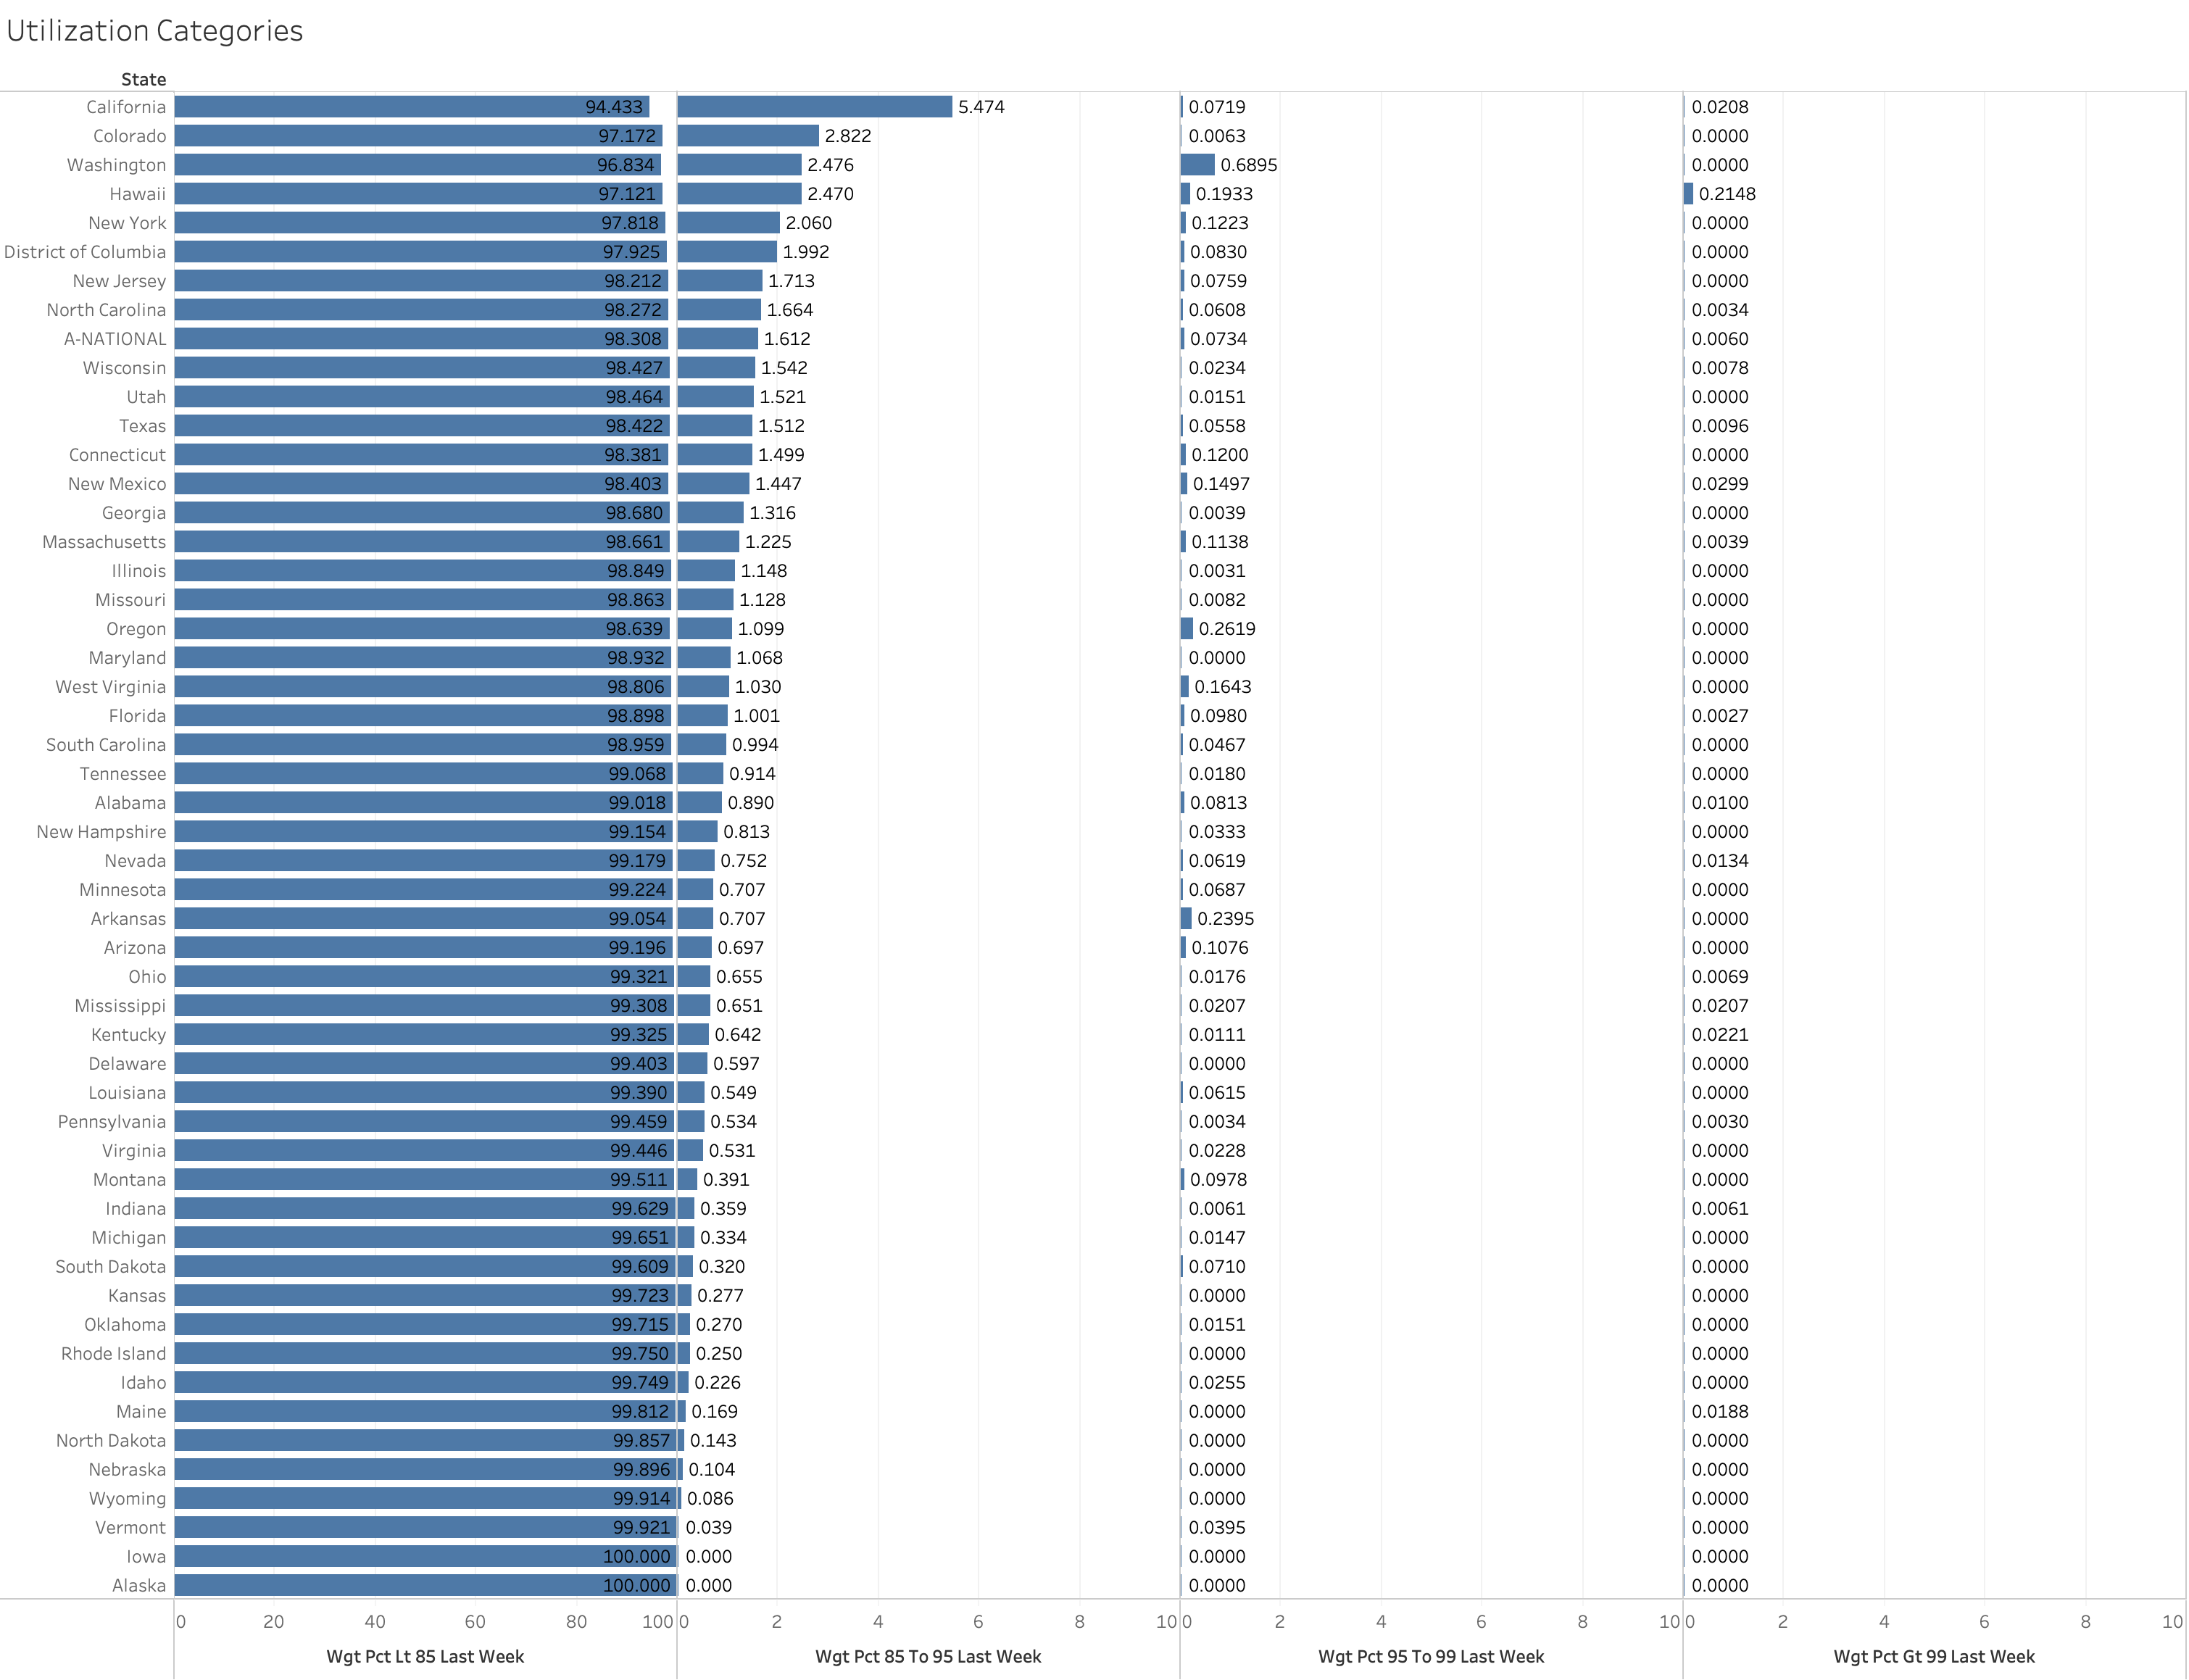 Utilization Categories
State
California 94.433 5.474 0.0719 0.0208
Colorado 97.172 2.822 0.0063 0.0000
Washington 96.834 2.476 0.6895 0.0000
Hawaii 97.121 2.470 0.1933 0.2148
New York 97.818 2.060 0.1223 0.0000
District of Columbia 97.925 1.992 0.0830 0.0000
New Jersey 98.212 1.713 0.0759 0.0000
North Carolina 98.272 1.664 0.0608 0.0034
A-NATIONAL 98.308 1.612 0.0734 0.0060
Wisconsin 98.427 1.542 0.0234 0.0078
Utah 98.464 1.521 0.0151 0.0000
Texas 98.422 1.512 0.0558 0.0096
Connecticut 98.381 1.499 0.1200 0.0000
New Mexico 98.403 1.447 0.1497 0.0299
Georgia 98.680 1.316 0.0039 0.0000
Massachusetts 98.661 1.225 0.1138 0.0039
Illinois 98.849 1.148 0.0031 0.0000
Missouri 98.863 1.128 0.0082 0.0000
Oregon 98.639 1.099 0.2619 0.0000
Maryland 98.932 1.068 0.0000 0.0000
West Virginia 98.806 1.030 0.1643 0.0000
Florida 98.898 1.001 0.0980 0.0027
South Carolina 98.959 0.994 0.0467 0.0000
Tennessee 99.068 0.914 0.0180 0.0000
Alabama 99.018 0.890 0.0813 0.0100
New Hampshire 99.154 0.813 0.0333 0.0000
Nevada 99.179 0.752 0.0619 0.0134
Minnesota 99.224 0.707 0.0687 0.0000
Arkansas 99.054 0.707 0.2395 0.0000
Arizona 99.196 0.697 0.1076 0.0000
Ohio 99.321 0.655 0.0176 0.0069
Mississippi 99.308 0.651 0.0207 0.0207
Kentucky 99.325 0.642 0.0111 0.0221
Delaware 99.403 0.597 0.0000 0.0000
Louisiana 99.390 0.549 0.0615 0.0000
Pennsylvania 99.459 0.534 0.0034 0.0030
Virginia 99.446 0.531 0.0228 0.0000
Montana 99.511 0.391 0.0978 0.0000
Indiana 99.629 0.359 0.0061 0.0061
Michigan 99.651 0.334 0.0147 0.0000
South Dakota 99.609 0.320 0.0710 0.0000
Kansas 99.723 0.277 0.0000 0.0000
Oklahoma 99.715 0.270 0.0151 0.0000
Rhode Island 99.750 0.250 0.0000 0.0000
Idaho 99.749 0.226 0.0255 0.0000
Maine 99.812 0.169 0.0000 0.0188
North Dakota 99.857 0.143 0.0000 0.0000
Nebraska 99.896 0.104 0.0000 0.0000
Wyoming 99.914 0.086 0.0000 0.0000
Vermont 99.921 0.039 0.0395 0.0000
Iowa 100.000 0.000 0.0000 0.0000
Alaska 100.000 0.000 0.0000 0.0000
0 20 40 60 80 100 0 2 4 6 8 10 0 2 4 6 8 10 0 2 4 6 8 10
Wgt Pct Lt 85 Last Week Wgt Pct 85 To 95 Last Week Wgt Pct 95 To 99 Last Week Wgt Pct Gt 99 Last Week